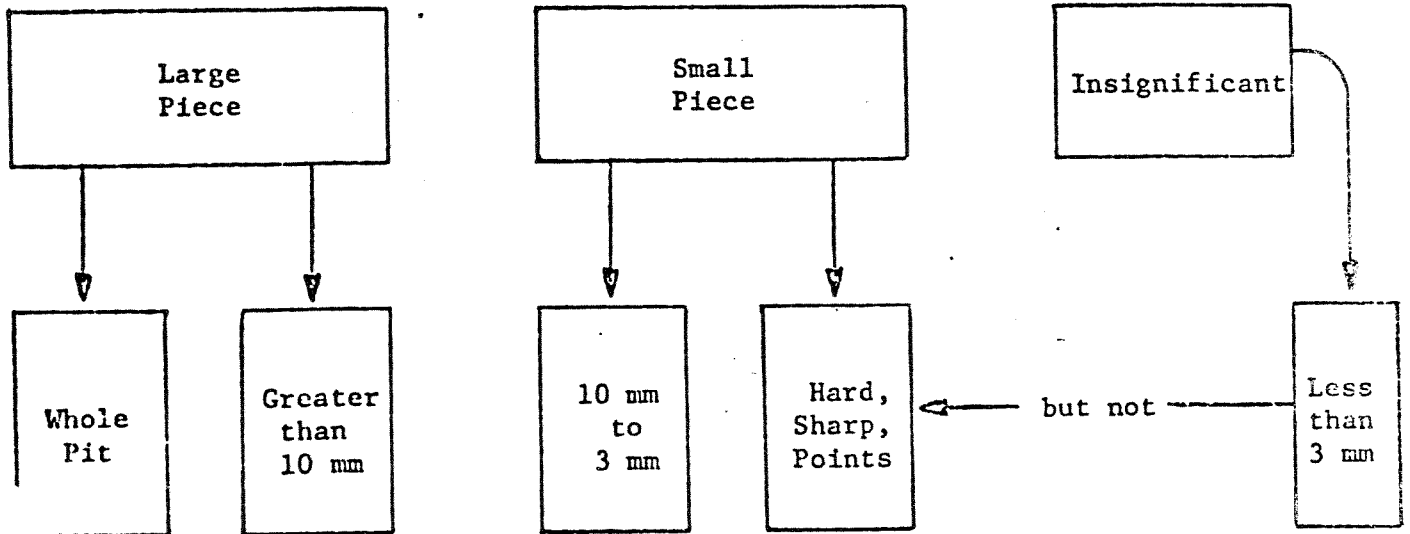 Large
Piece
Small
Piece
Insignificant
Whole
Pit
Greater
than
10 mm
10 mm
to
3 mm
Hard,
Sharp,
Points
but not
Less
than
3 mm